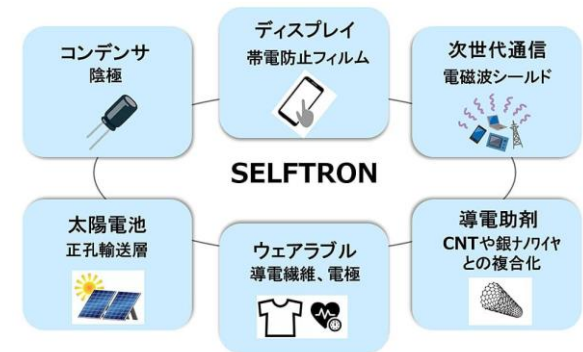 コンデンサ
陰極
ディスプレイ
帯電防止フィルム
次世代通信
電磁波シールド
SELFTRON
太陽電池
正孔輸送層
ウェアラブル
導電繊維、電極
導電助剤
CNTや銀ナノワイヤ
との複合化